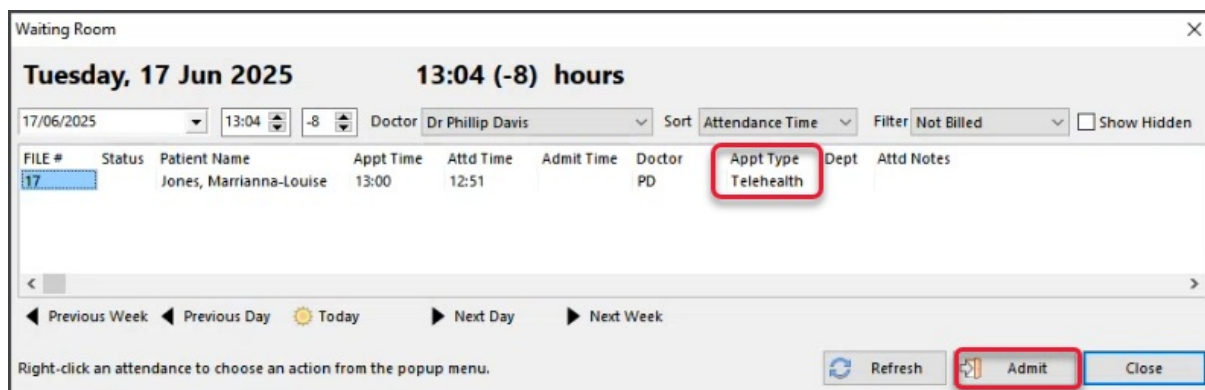 Waiting Room
Tuesday, 17 Jun 2025 13:04 (-8) hours
17/06/2025 13:04 -8 Doctor Dr Phillip Davis Sort Attendance Time Filter Not Billed Show Hidden
FILE # Status Patient Name Appt Time Attd Time Admit Time Doctor Appt Type Dept Attd Notes
17 Jones, Marrianna-Louise 13:00 12:51 PD Telehealth
Previous Week Previous Day Today Next Day Next Week
Right-click an attendance to choose an action from the popup menu. Refresh Admit Close